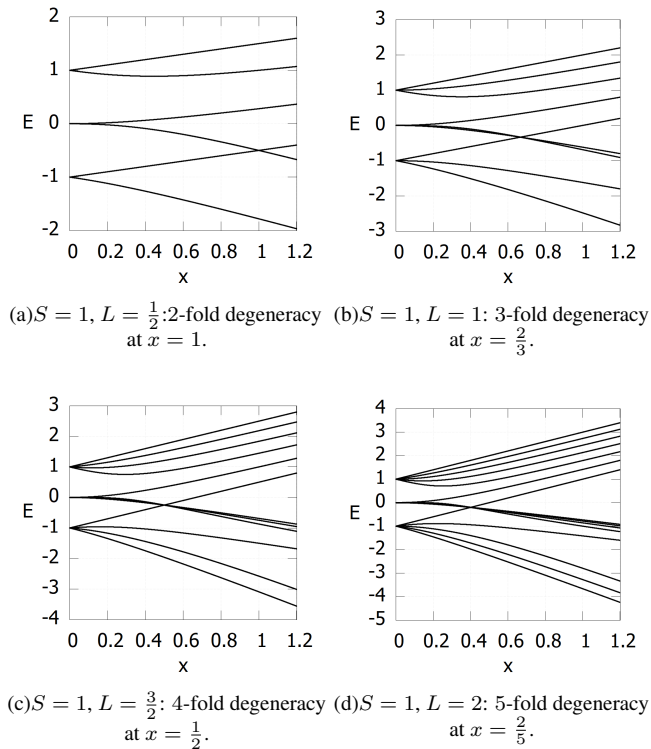 2
1
0
-1
-2
E
0 0.2 0.4 0.6 0.8 1 1.2
x
(a)S = 1, L = 1/2:2-fold degeneracy
at x = 1.
3
2
1
0
-1
-2
-3
E
0 0.2 0.4 0.6 0.8 1 1.2
x
(b)S = 1, L = 1: 3-fold degeneracy
at x = 2/3.
3
2
1
0
-1
-2
-3
-4
E
0 0.2 0.4 0.6 0.8 1 1.2
x
(c)S = 1, L = 3/2: 4-fold degeneracy
at x = 1/2.
4
3
2
1
0
-1
-2
-3
-4
-5
E
0 0.2 0.4 0.6 0.8 1 1.2
x
(d)S = 1, L = 2: 5-fold degeneracy
at x = 2/5.